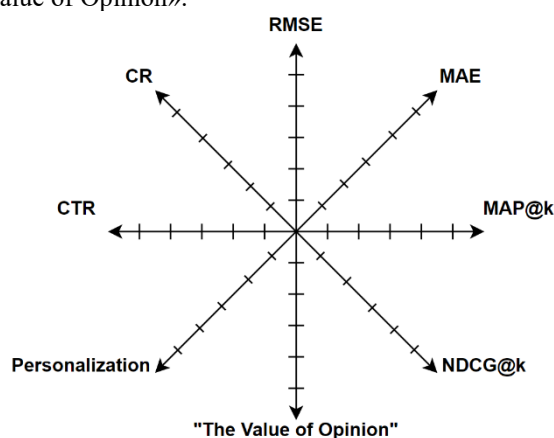 alue of Opinion».
RMSE
CR
MAE
CTR
MAP@k
Personalization
NDCG@k
"The Value of Opinion"